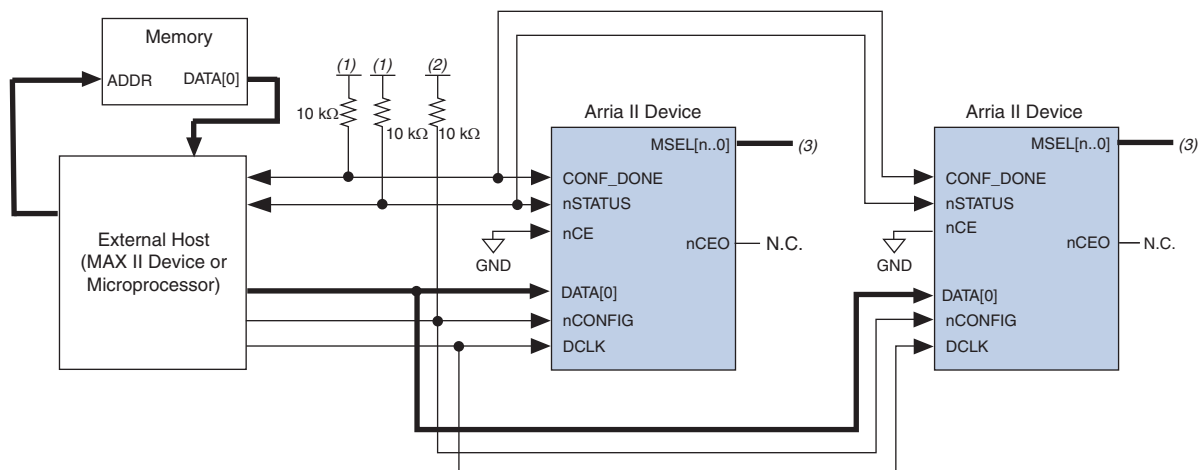 Memory
ADDR
DATA[0]
(1)
(1)
(2)
10 kΩ
10 kΩ
10 kΩ
External Host
(MAX II Device or
Microprocessor)
Arria II Device
MSEL[n..0]
(3)
CONF_DONE
nSTATUS
nCE
nCEO
N.C.
GND
DATA[0]
nCONFIG
DCLK
Arria II Device
MSEL[n..0]
(3)
CONF_DONE
nSTATUS
nCE
nCEO
N.C.
GND
DATA[0]
nCONFIG
DCLK